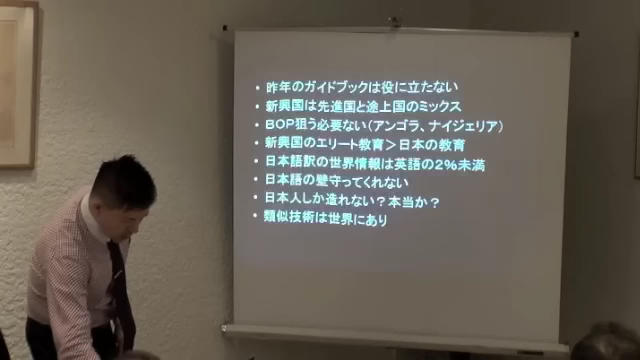 ・昨年のガイドブックは役に立たない
・新興国は先進国と途上国のミックス
・BOP狙う必要ない(アンゴラ、ナイジェリア)
・新興国のエリート教育＞日本の教育
・日本語訳の世界情報は英語の2%未満
・日本語の壁守ってくれない
・日本人しか造れない？本当か？
・類似技術は世界にあり